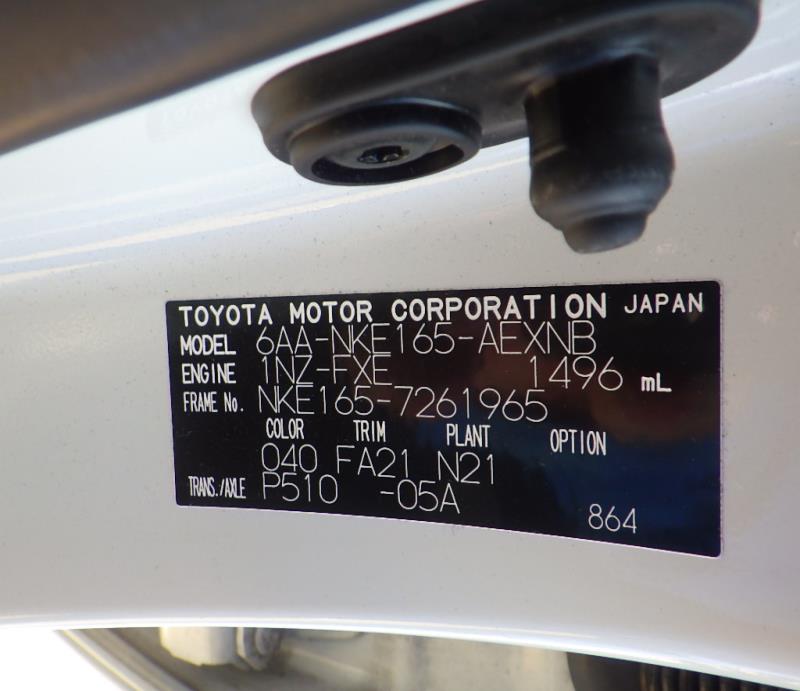 TOYOTA MOTOR CORPORATION JAPAN
MODEL 6AA-NKE165-AEXNB
ENGINE 1NZ-FXE 1496 mL
FRAME No. NKE165-7261965
COLOR TRIM PLANT OPTION
040 FA21 N21
TRANS./AXLE P510 -05A
864